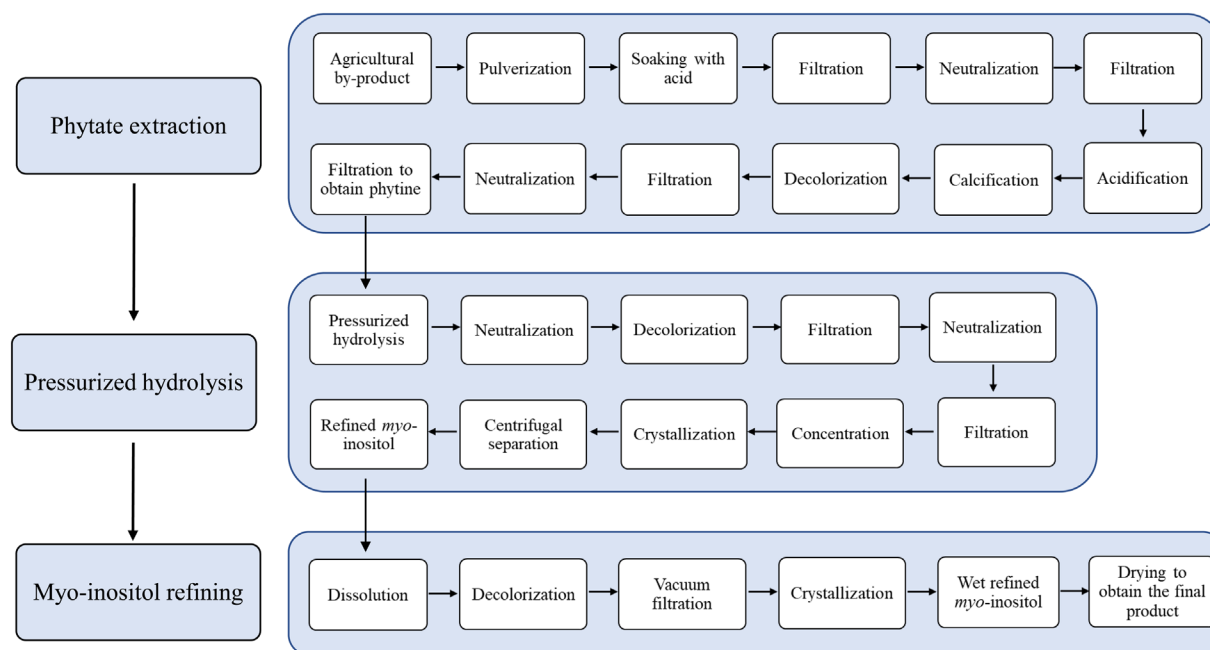 Phytate extraction
Agricultural
by-product
Pulverization
Soaking with
acid
Filtration
Neutralization
Filtration
Acidification
Calcification
Decolorization
Filtration
Neutralization
Filtration to
obtain phytine
Pressurized hydrolysis
Pressurized
hydrolysis
Neutralization
Decolorization
Filtration
Neutralization
Filtration
Concentration
Crystallization
Centrifugal
separation
Refined myo-
inositol
Myo-inositol refining
Dissolution
Decolorization
Vacuum
filtration
Crystallization
Wet refined
myo-inositol
Drying to
obtain the final
product